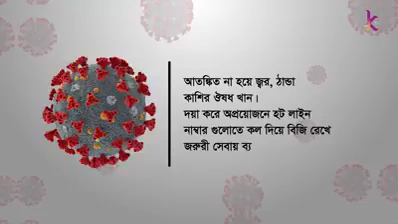 আতঙ্কিত না হয়ে জ্বর, ঠান্ডা
কাশির ঔষধ খান।
দয়া করে অপ্রয়োজনে হট লাইন
নাম্বার গুলোতে কল দিয়ে বিজি রেখে
জরুরী সেবায় ব্য